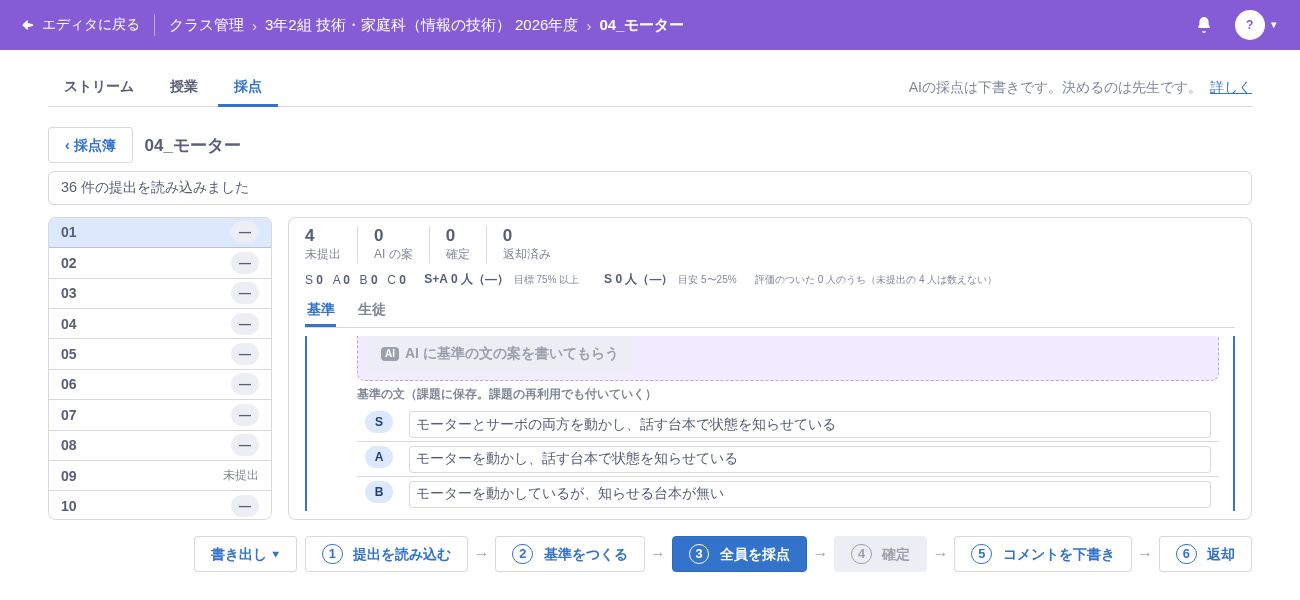 エディタに戻る
クラス管理 › 3年2組 技術・家庭科（情報の技術） 2026年度 › 04_モーター
?
ストリーム 授業 採点
AIの採点は下書きです。決めるのは先生です。 詳しく
‹ 採点簿 04_モーター
36 件の提出を読み込みました
01 —
02 —
03 —
04 —
05 —
06 —
07 —
08 —
09 未提出
10 —
4 未提出
0 AI の案
0 確定
0 返却済み
S 0 A 0 B 0 C 0 S+A 0 人（—） 目標 75% 以上 S 0 人（—） 目安 5〜25% 評価のついた 0 人のうち（未提出の 4 人は数えない）
基準 生徒
AI AI に基準の文の案を書いてもらう
基準の文（課題に保存。課題の再利用でも付いていく）
S モーターとサーボの両方を動かし、話す台本で状態を知らせている
A モーターを動かし、話す台本で状態を知らせている
B モーターを動かしているが、知らせる台本が無い
書き出し ▾ 1 提出を読み込む → 2 基準をつくる → 3 全員を採点 → 4 確定 → 5 コメントを下書き → 6 返却